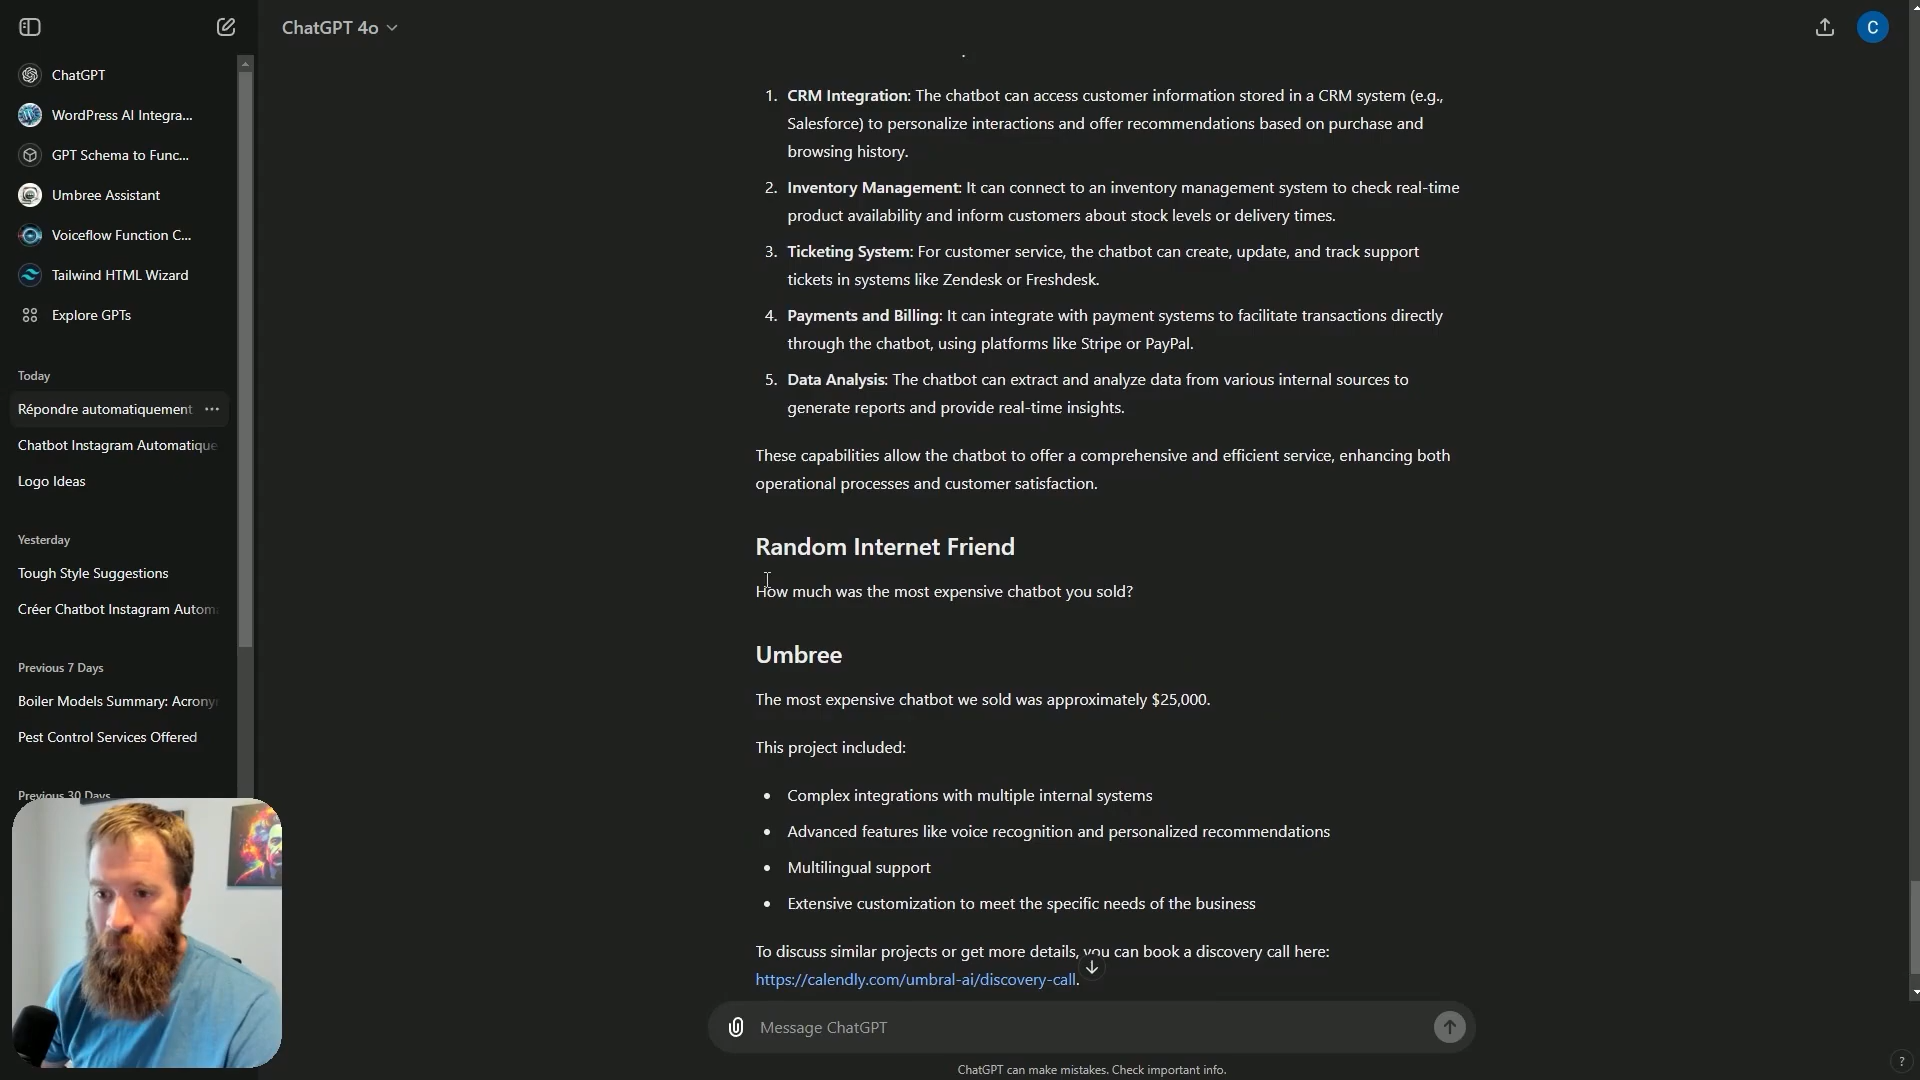 ChatGPT 4o
C
ChatGPT
WordPress AI Integra...
GPT Schema to Func...
Umbree Assistant
Voiceflow Function C...
Tailwind HTML Wizard
Explore GPTs
Today
Répondre automatiquement
Chatbot Instagram Automatique
Logo Ideas
Yesterday
Tough Style Suggestions
Créer Chatbot Instagram Autom
Previous 7 Days
Boiler Models Summary: Acrony
Pest Control Services Offered
Previous 30 Days
1. CRM Integration: The chatbot can access customer information stored in a CRM system (e.g.,
Salesforce) to personalize interactions and offer recommendations based on purchase and
browsing history.
2. Inventory Management: It can connect to an inventory management system to check real-time
product availability and inform customers about stock levels or delivery times.
3. Ticketing System: For customer service, the chatbot can create, update, and track support
tickets in systems like Zendesk or Freshdesk.
4. Payments and Billing: It can integrate with payment systems to facilitate transactions directly
through the chatbot, using platforms like Stripe or PayPal.
5. Data Analysis: The chatbot can extract and analyze data from various internal sources to
generate reports and provide real-time insights.
These capabilities allow the chatbot to offer a comprehensive and efficient service, enhancing both
operational processes and customer satisfaction.
Random Internet Friend
How much was the most expensive chatbot you sold?
Umbree
The most expensive chatbot we sold was approximately $25,000.
This project included:
• Complex integrations with multiple internal systems
• Advanced features like voice recognition and personalized recommendations
• Multilingual support
• Extensive customization to meet the specific needs of the business
To discuss similar projects or get more details, you can book a discovery call here:
https://calendly.com/umbral-ai/discovery-call.
Message ChatGPT
ChatGPT can make mistakes. Check important info.
?